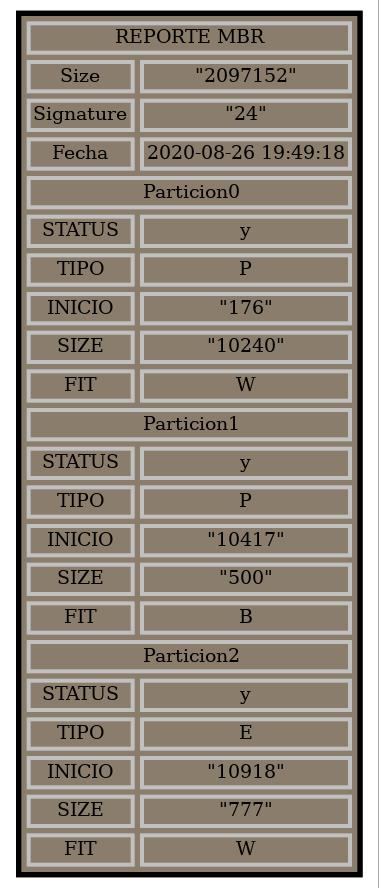 REPORTE MBR
Size "2097152"
Signature "24"
Fecha 2020-08-26 19:49:18
Particion0
STATUS y
TIPO P
INICIO "176"
SIZE "10240"
FIT W
Particion1
STATUS y
TIPO P
INICIO "10417"
SIZE "500"
FIT B
Particion2
STATUS y
TIPO E
INICIO "10918"
SIZE "777"
FIT W